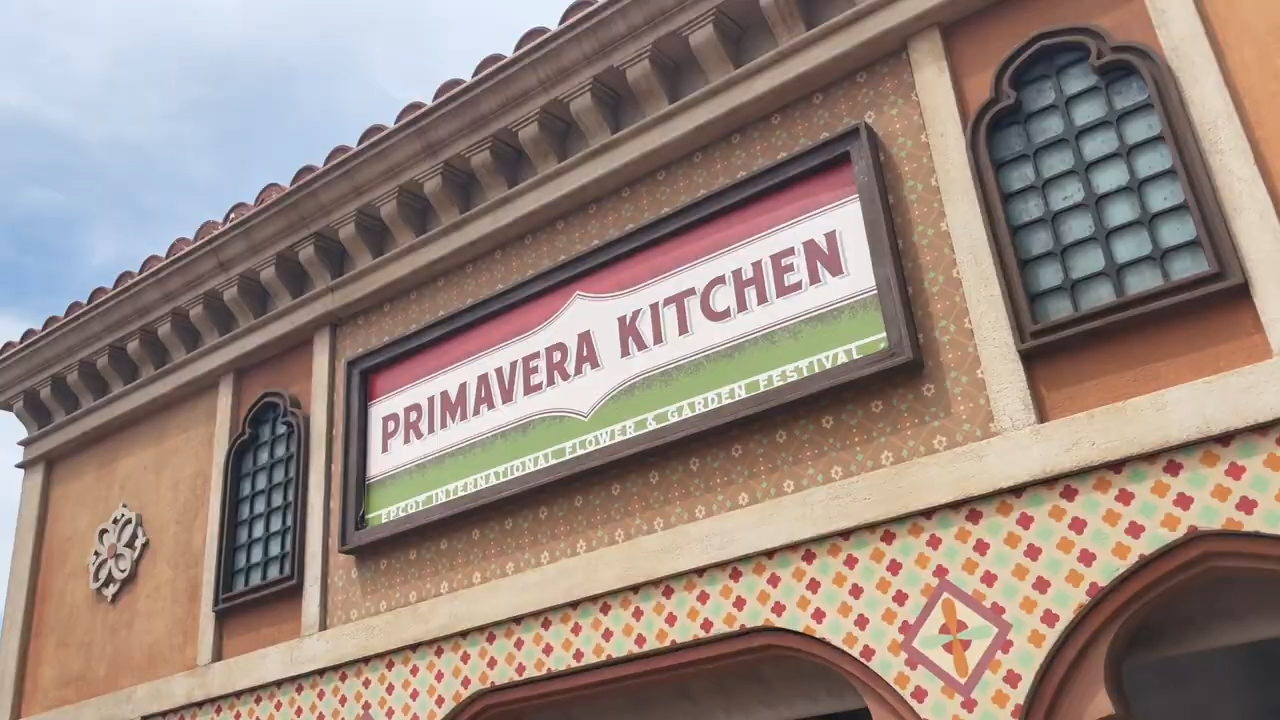 PRIMAVERA KITCHEN
EPCOT INTERNATIONAL FLOWER & GARDEN FESTIVAL